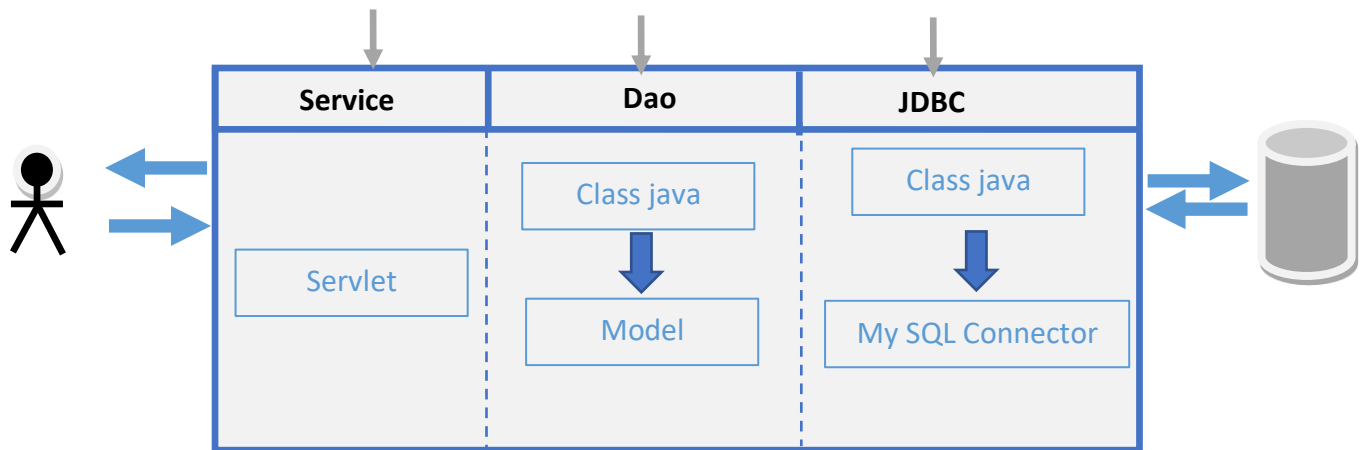 Service
Dao
JDBC
Class java
Class java
Servlet
Model
My SQL Connector